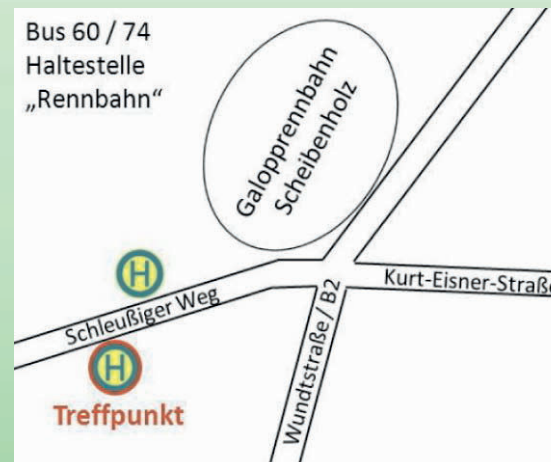 Bus 60 / 74
Haltestelle
„Rennbahn“
Galopprennbahn
Scheibenholz
H
Schleußiger Weg
Kurt-Eisner-Straße
Wundtstraße / B2
H
Treffpunkt